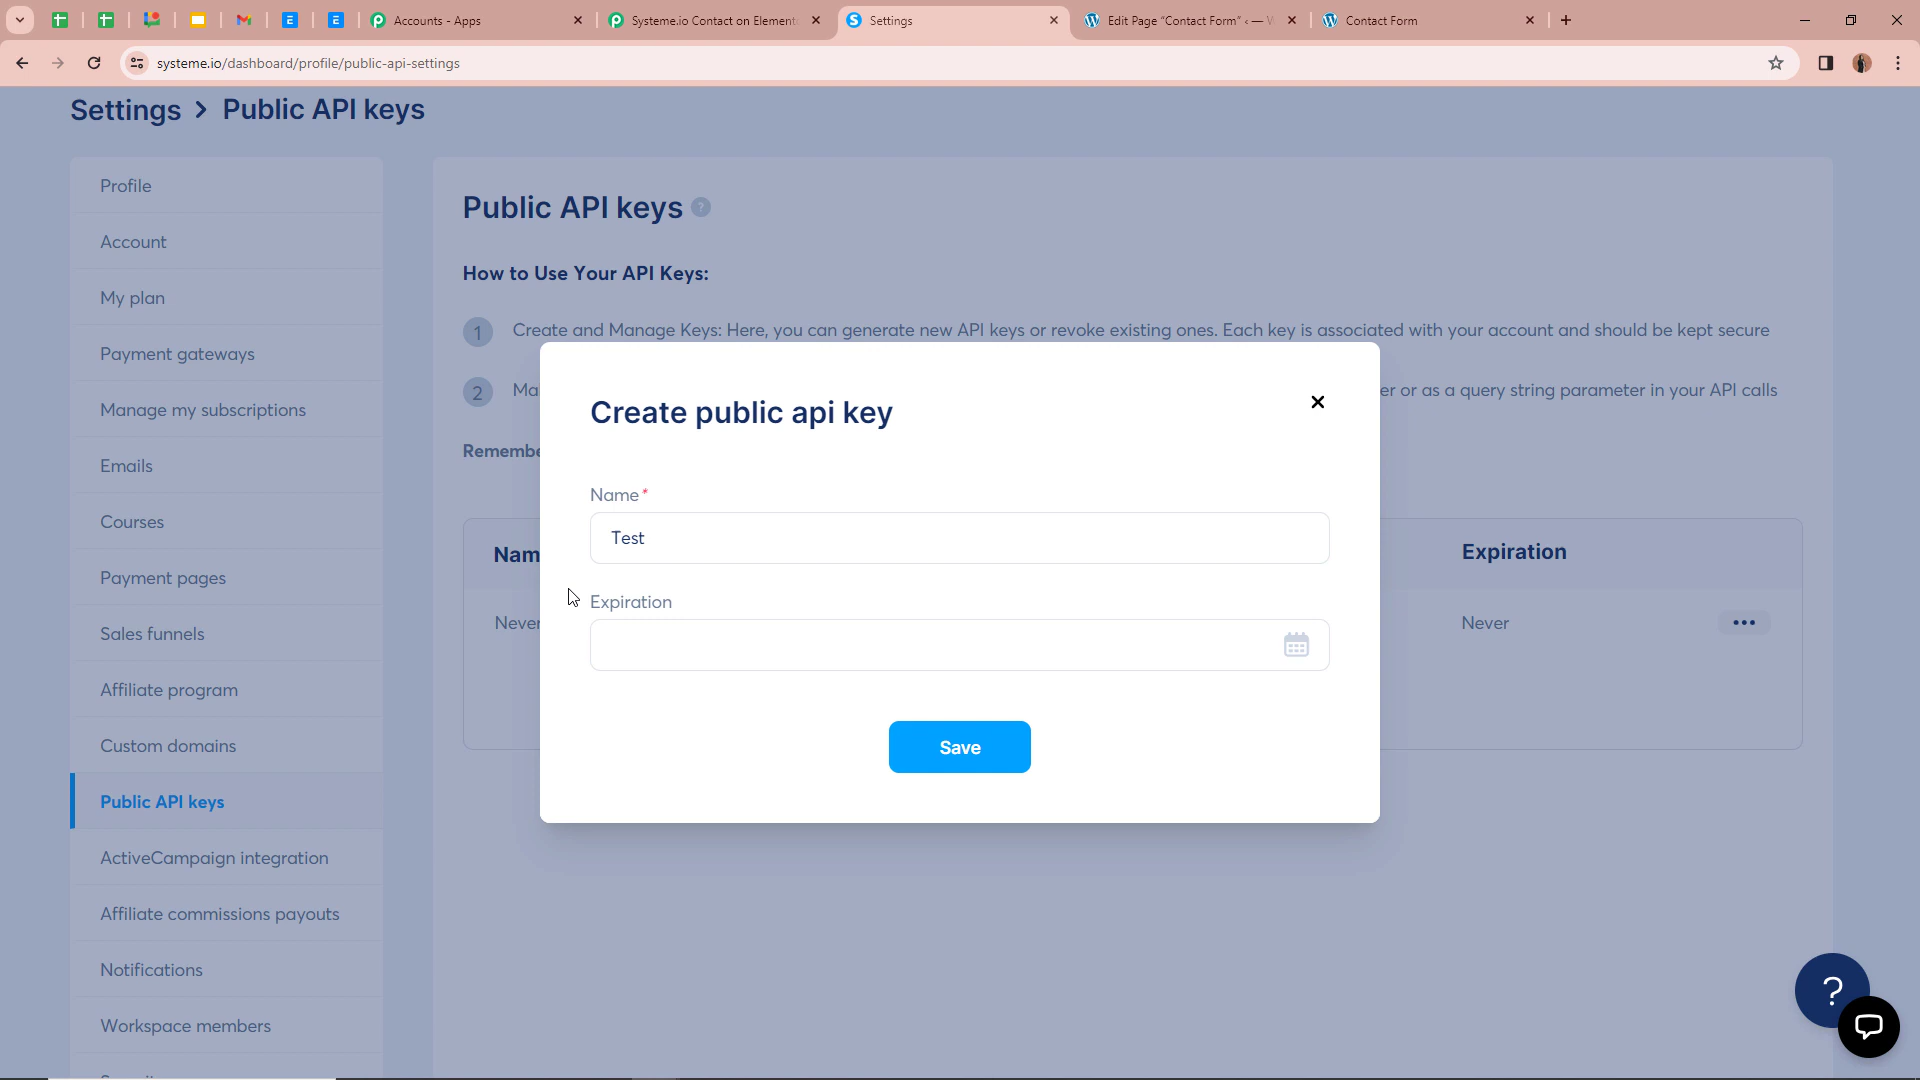 Accounts - Apps
Systeme.io Contact on Element
Settings
Edit Page "Contact Form" ‹ —
Contact Form
systeme.io/dashboard/profile/public-api-settings
Settings > Public API keys
Profile
Account
My plan
Payment gateways
Manage my subscriptions
Emails
Courses
Payment pages
Sales funnels
Affiliate program
Custom domains
Public API keys
ActiveCampaign integration
Affiliate commissions payouts
Notifications
Workspace members
Public API keys ?
How to Use Your API Keys:
1 Create and Manage Keys: Here, you can generate new API keys or revoke existing ones. Each key is associated with your account and should be kept secure
2 Ma
er or as a query string parameter in your API calls
Remembe
Nam
Expiration
Never
Never
Create public api key
Name*
Test
Expiration
Save
?